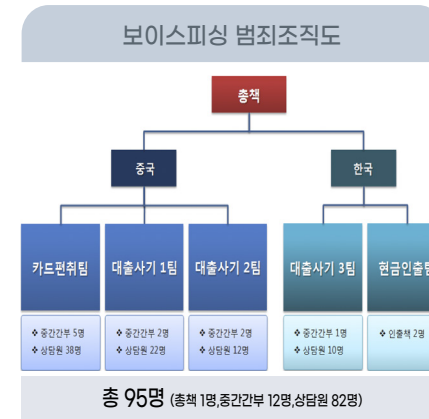 보이스피싱 범죄조직도
총책
중국
한국
카드편취팀
대출사기 1팀
대출사기 2팀
대출사기 3팀
현금인출팀
❖ 중간간부 5명
❖ 상담원 38명
❖ 중간간부 2명
❖ 상담원 22명
❖ 중간간부 2명
❖ 상담원 12명
❖ 중간간부 1명
❖ 상담원 10명
❖ 인출책 2명
총 95명 (총책 1명,중간간부 12명,상담원 82명)